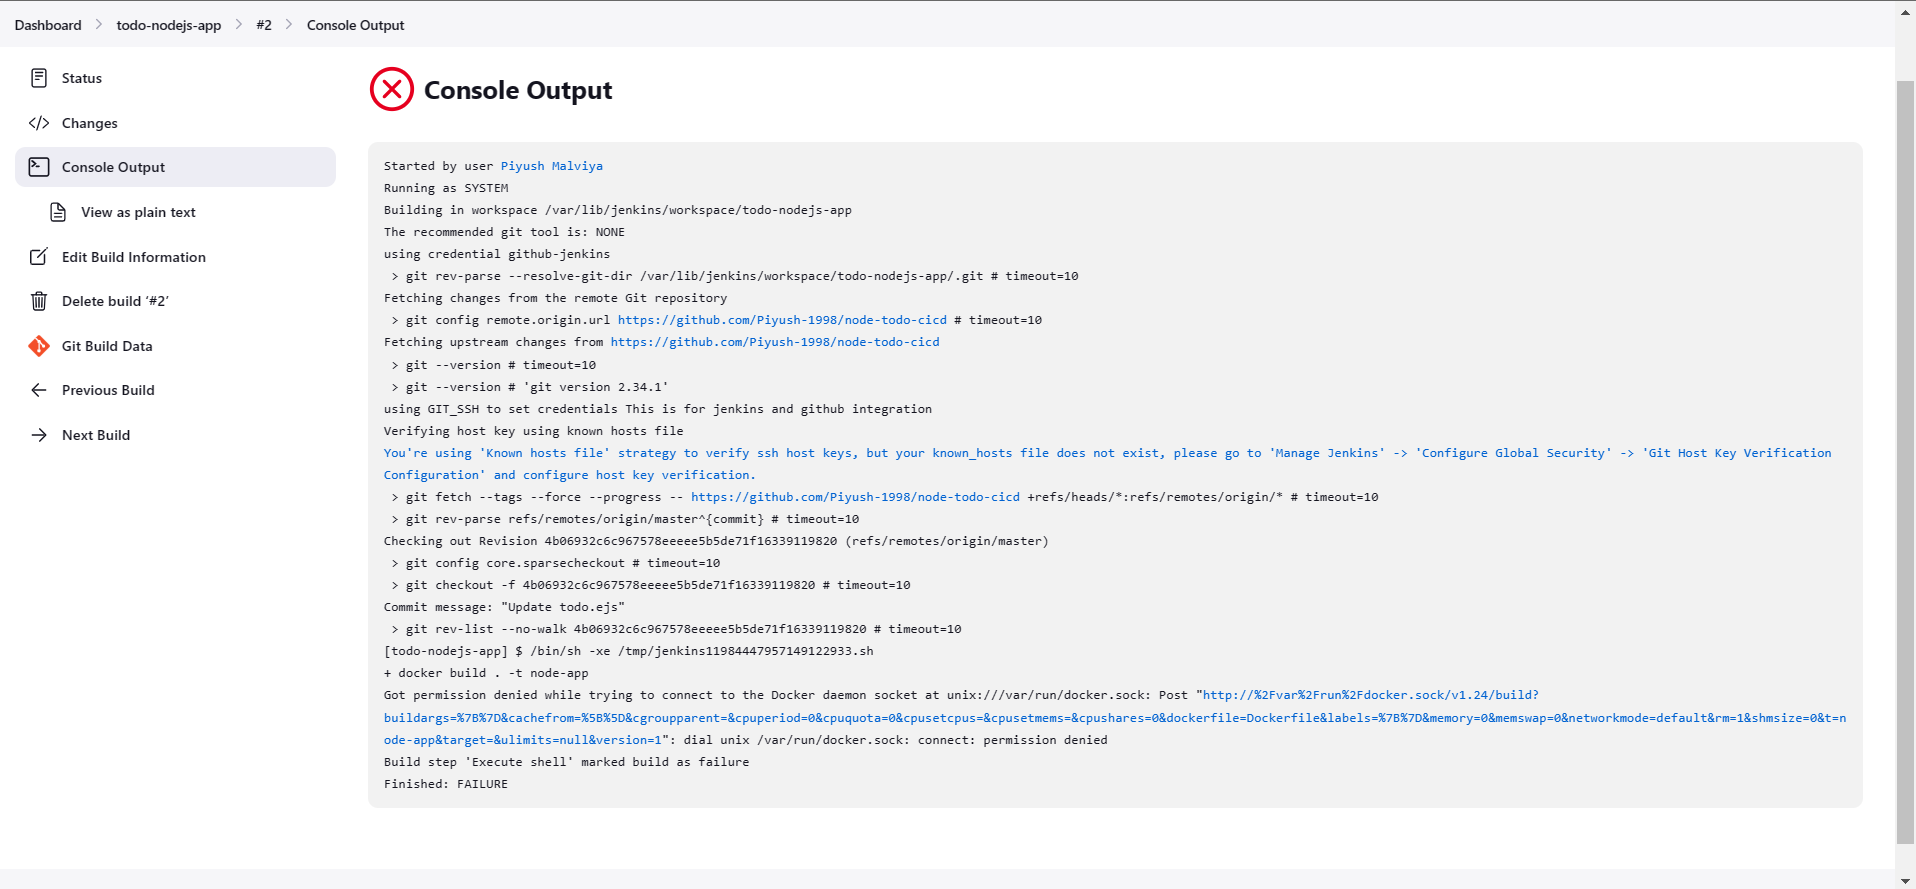 Dashboard > todo-nodejs-app > #2 > Console Output
Status
Changes
Console Output
View as plain text
Edit Build Information
Delete build ‘#2’
Git Build Data
Previous Build
Next Build
Console Output
Started by user Piyush Malviya
Running as SYSTEM
Building in workspace /var/lib/jenkins/workspace/todo-nodejs-app
The recommended git tool is: NONE
using credential github-jenkins
 > git rev-parse --resolve-git-dir /var/lib/jenkins/workspace/todo-nodejs-app/.git # timeout=10
Fetching changes from the remote Git repository
 > git config remote.origin.url https://github.com/Piyush-1998/node-todo-cicd # timeout=10
Fetching upstream changes from https://github.com/Piyush-1998/node-todo-cicd
 > git --version # timeout=10
 > git --version # 'git version 2.34.1'
using GIT_SSH to set credentials This is for jenkins and github integration
Verifying host key using known hosts file
You're using 'Known hosts file' strategy to verify ssh host keys, but your known_hosts file does not exist, please go to 'Manage Jenkins' -> 'Configure Global Security' -> 'Git Host Key Verification
Configuration' and configure host key verification.
 > git fetch --tags --force --progress -- https://github.com/Piyush-1998/node-todo-cicd +refs/heads/*:refs/remotes/origin/* # timeout=10
 > git rev-parse refs/remotes/origin/master^{commit} # timeout=10
Checking out Revision 4b06932c6c967578eeeee5b5de71f16339119820 (refs/remotes/origin/master)
 > git config core.sparsecheckout # timeout=10
 > git checkout -f 4b06932c6c967578eeeee5b5de71f16339119820 # timeout=10
Commit message: "Update todo.ejs"
 > git rev-list --no-walk 4b06932c6c967578eeeee5b5de71f16339119820 # timeout=10
[todo-nodejs-app] $ /bin/sh -xe /tmp/jenkins11984447957149122933.sh
+ docker build . -t node-app
Got permission denied while trying to connect to the Docker daemon socket at unix:///var/run/docker.sock: Post "http://%2Fvar%2Frun%2Fdocker.sock/v1.24/build?
buildargs=%7B%7D&cachefrom=%5B%5D&cgroupparent=&cpuperiod=0&cpuquota=0&cpusetcpus=&cpusetmems=&cpushares=0&dockerfile=Dockerfile&labels=%7B%7D&memory=0&memswap=0&networkmode=default&rm=1&shmsize=0&t=n
ode-app&target=&ulimits=null&version=1": dial unix /var/run/docker.sock: connect: permission denied
Build step 'Execute shell' marked build as failure
Finished: FAILURE